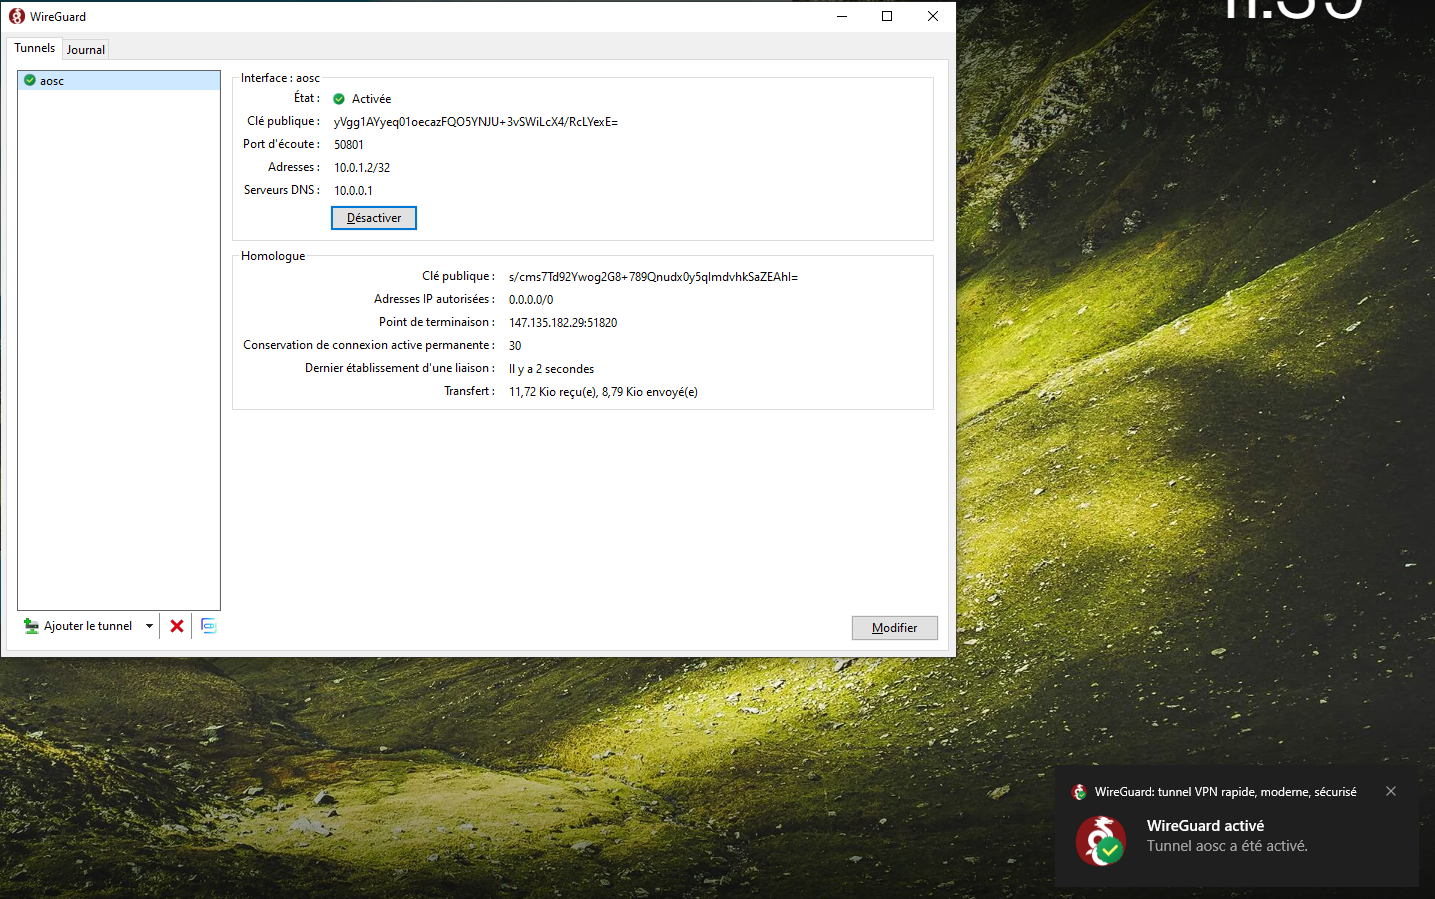 WireGuard
Tunnels
Journal
aosc
Interface : aosc
État :
Activée
Clé publique :
yVgg1AYyeq01oecazFQO5YNJU+3vSWiLcX4/RcLYexE=
Port d'écoute :
50801
Adresses :
10.0.1.2/32
Serveurs DNS :
10.0.0.1
Désactiver
Homologue
Clé publique :
s/cms7Td92Ywog2G8+789Qnudx0y5qlmdvhkSaZEAhI=
Adresses IP autorisées :
0.0.0.0/0
Point de terminaison :
147.135.182.29:51820
Conservation de connexion active permanente :
30
Dernier établissement d'une liaison :
Il y a 2 secondes
Transfert :
11,72 Kio reçu(e), 8,79 Kio envoyé(e)
Ajouter le tunnel
Modifier
WireGuard: tunnel VPN rapide, moderne, sécurisé
WireGuard activé
Tunnel aosc a été activé.